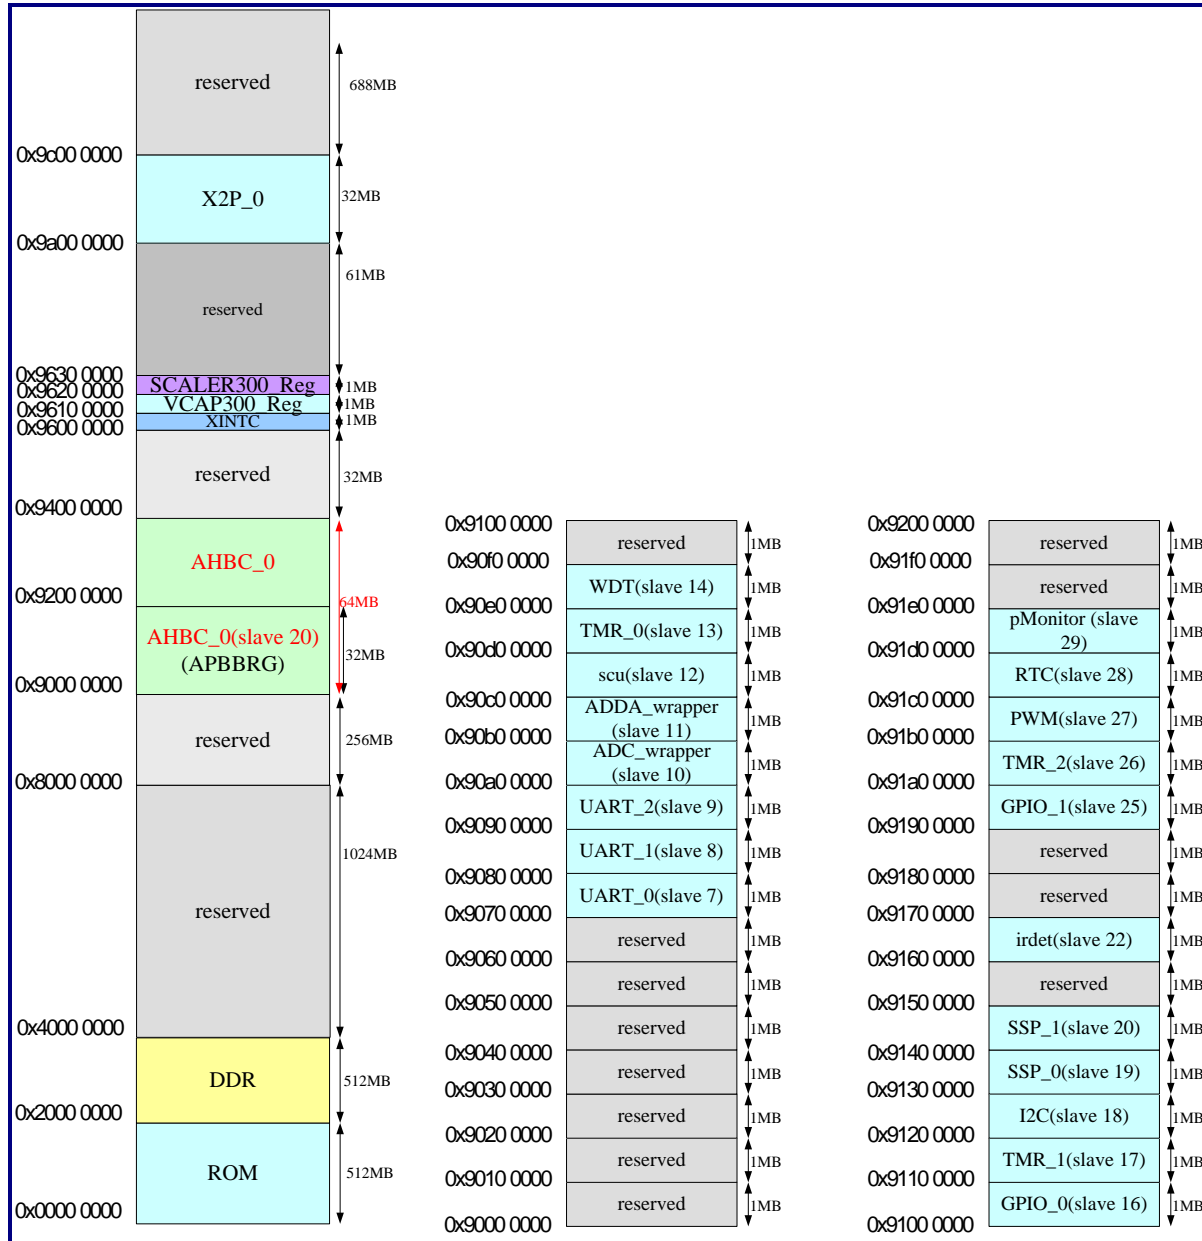 reserved
688MB
0x9c00 0000
X2P_0
32MB
0x9a00 0000
61MB
reserved
0x9630 0000
SCALER300_Reg
1MB
0x9620 0000
VCAP300_Reg
1MB
0x9610 0000
XINTC
1MB
0x9600 0000
reserved
32MB
0x9400 0000
AHBC_0
0x9200 0000
64MB
AHBC_0(slave 20)
(APBBRG)
32MB
0x9000 0000
reserved
256MB
0x8000 0000
1024MB
reserved
0x4000 0000
DDR
512MB
0x2000 0000
ROM
512MB
0x0000 0000
0x9100 0000
reserved
1MB
0x90f0 0000
WDT(slave 14)
1MB
0x90e0 0000
TMR_0(slave 13)
1MB
0x90d0 0000
scu(slave 12)
1MB
0x90c0 0000
ADDA_wrapper
(slave 11)
1MB
0x90b0 0000
ADC_wrapper
(slave 10)
1MB
0x90a0 0000
UART_2(slave 9)
1MB
0x9090 0000
UART_1(slave 8)
1MB
0x9080 0000
UART_0(slave 7)
1MB
0x9070 0000
reserved
1MB
0x9060 0000
reserved
1MB
0x9050 0000
reserved
1MB
0x9040 0000
reserved
1MB
0x9030 0000
reserved
1MB
0x9020 0000
reserved
1MB
0x9010 0000
reserved
1MB
0x9000 0000
0x9200 0000
reserved
1MB
0x91f0 0000
reserved
1MB
0x91e0 0000
pMonitor (slave
29)
1MB
0x91d0 0000
RTC(slave 28)
1MB
0x91c0 0000
PWM(slave 27)
1MB
0x91b0 0000
TMR_2(slave 26)
1MB
0x91a0 0000
GPIO_1(slave 25)
1MB
0x9190 0000
reserved
1MB
0x9180 0000
reserved
1MB
0x9170 0000
irdet(slave 22)
1MB
0x9160 0000
reserved
1MB
0x9150 0000
SSP_1(slave 20)
1MB
0x9140 0000
SSP_0(slave 19)
1MB
0x9130 0000
I2C(slave 18)
1MB
0x9120 0000
TMR_1(slave 17)
1MB
0x9110 0000
GPIO_0(slave 16)
1MB
0x9100 0000